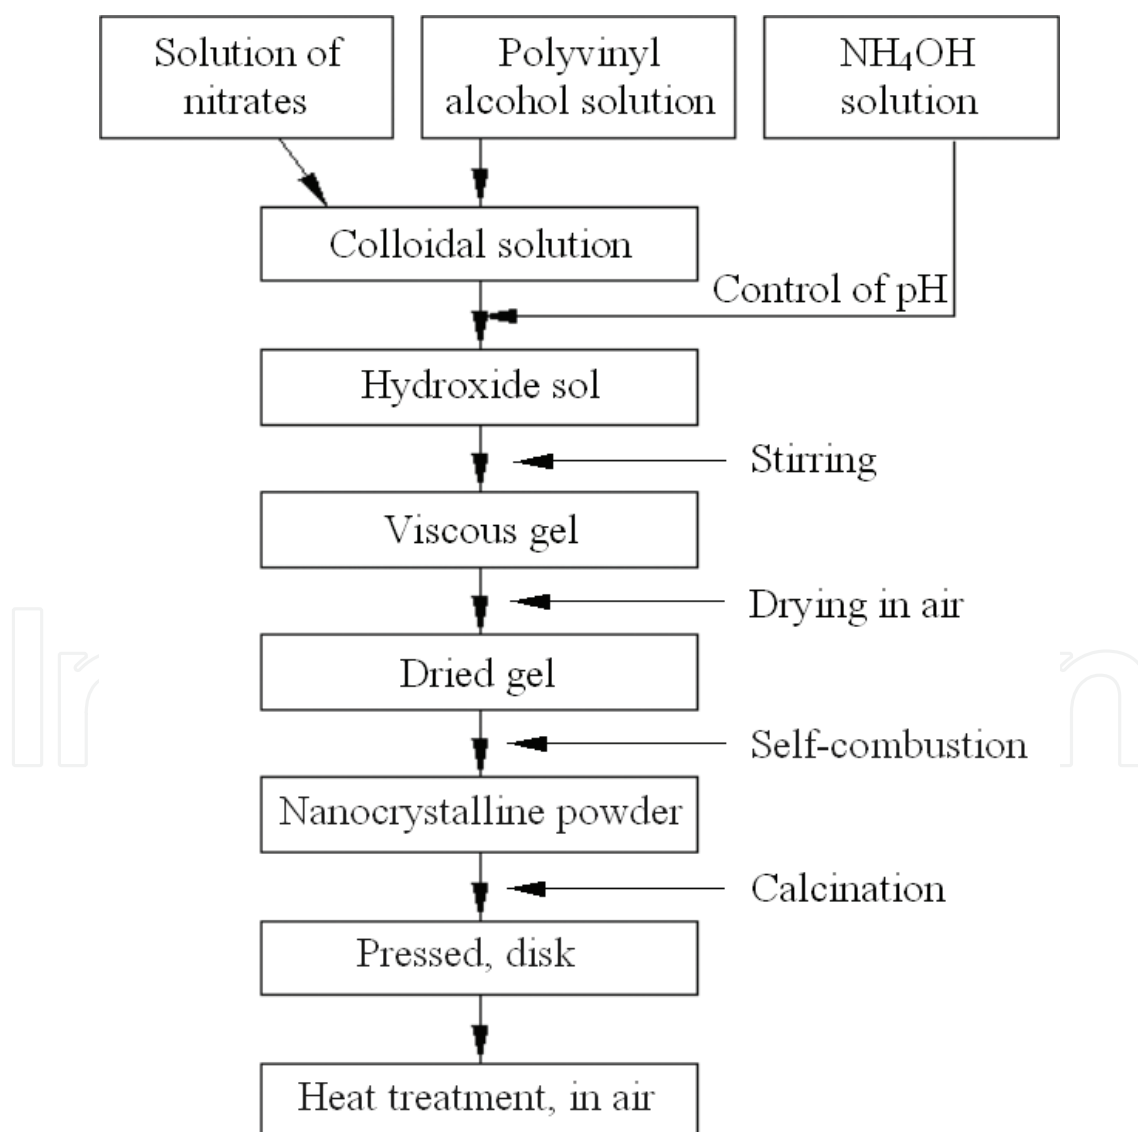 Solution of
nitrates
Polyvinyl
alcohol solution
NH₄OH
solution
Colloidal solution
Control of pH
Hydroxide sol
Stirring
Viscous gel
Drying in air
Dried gel
Self-combustion
Nanocrystalline powder
Calcination
Pressed, disk
Heat treatment, in air